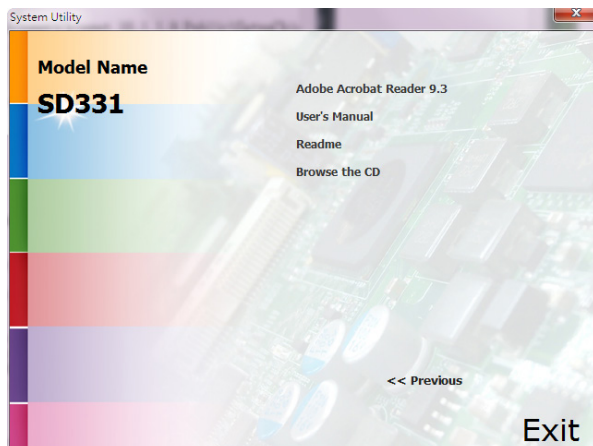 System Utility
Model Name
SD331
Adobe Acrobat Reader 9.3
User's Manual
Readme
Browse the CD
<< Previous
Exit